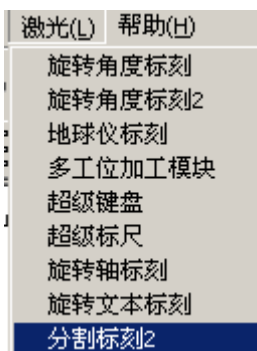 激光(L) 帮助(H)
旋转角度标刻
旋转角度标刻2
地球仪标刻
多工位加工模块
超级键盘
超级标尺
旋转轴标刻
旋转文本标刻
分割标刻2